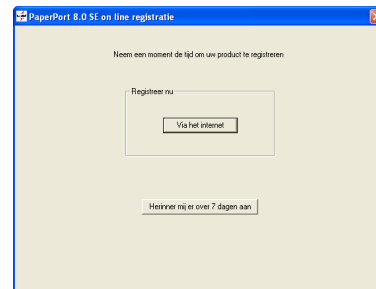 PaperPort 8.0 SE on line registratie
Neem een moment de tijd om uw product te registreren
Registreer nu
Via het internet
Herinner mij er over 7 dagen aan